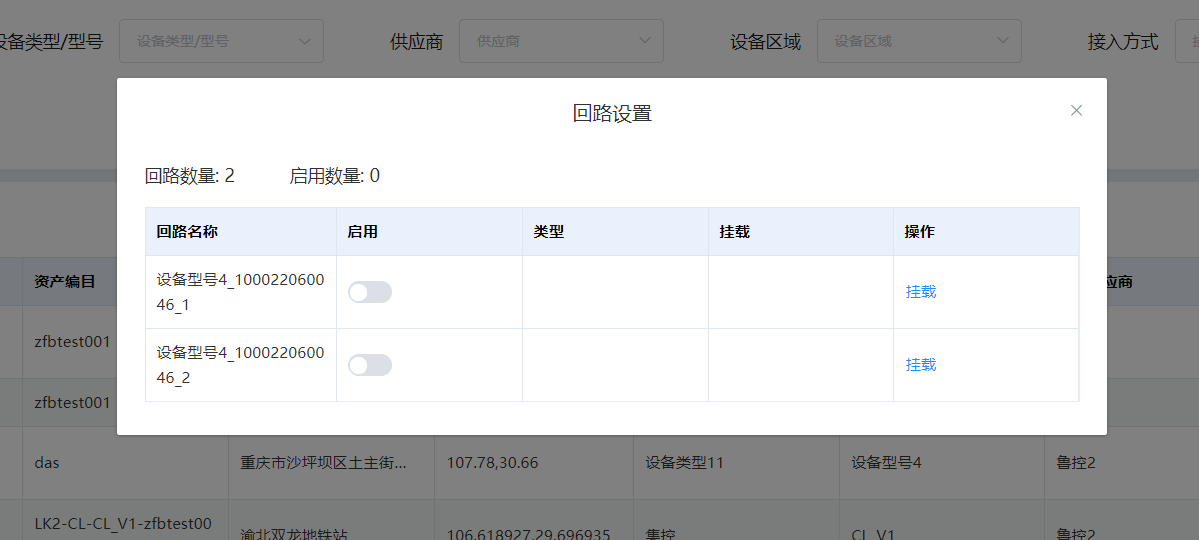 设备类型/型号 设备类型/型号 供应商 供应商 设备区域 设备区域 接入方式
回路设置
回路数量: 2 启用数量: 0
回路名称 启用 类型 挂载 操作
设备型号4_1000220600
46_1
挂载
设备型号4_1000220600
46_2
挂载
资产编目 应商
zfbtest001
zfbtest001
das 重庆市沙坪坝区土主街... 107.78,30.66 设备类型11 设备型号4 鲁控2
LK2-CL-CL_V1-zfbtest00
渝北双龙地铁站 106.618927,29.696935 集控 CL_V1 鲁控2